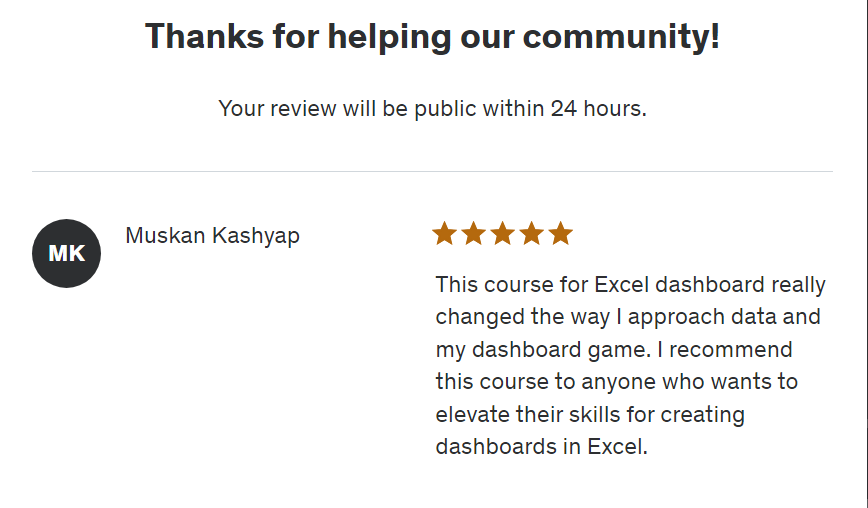 Thanks for helping our community!
Your review will be public within 24 hours.
MK
Muskan Kashyap
This course for Excel dashboard really
changed the way I approach data and
my dashboard game. I recommend
this course to anyone who wants to
elevate their skills for creating
dashboards in Excel.